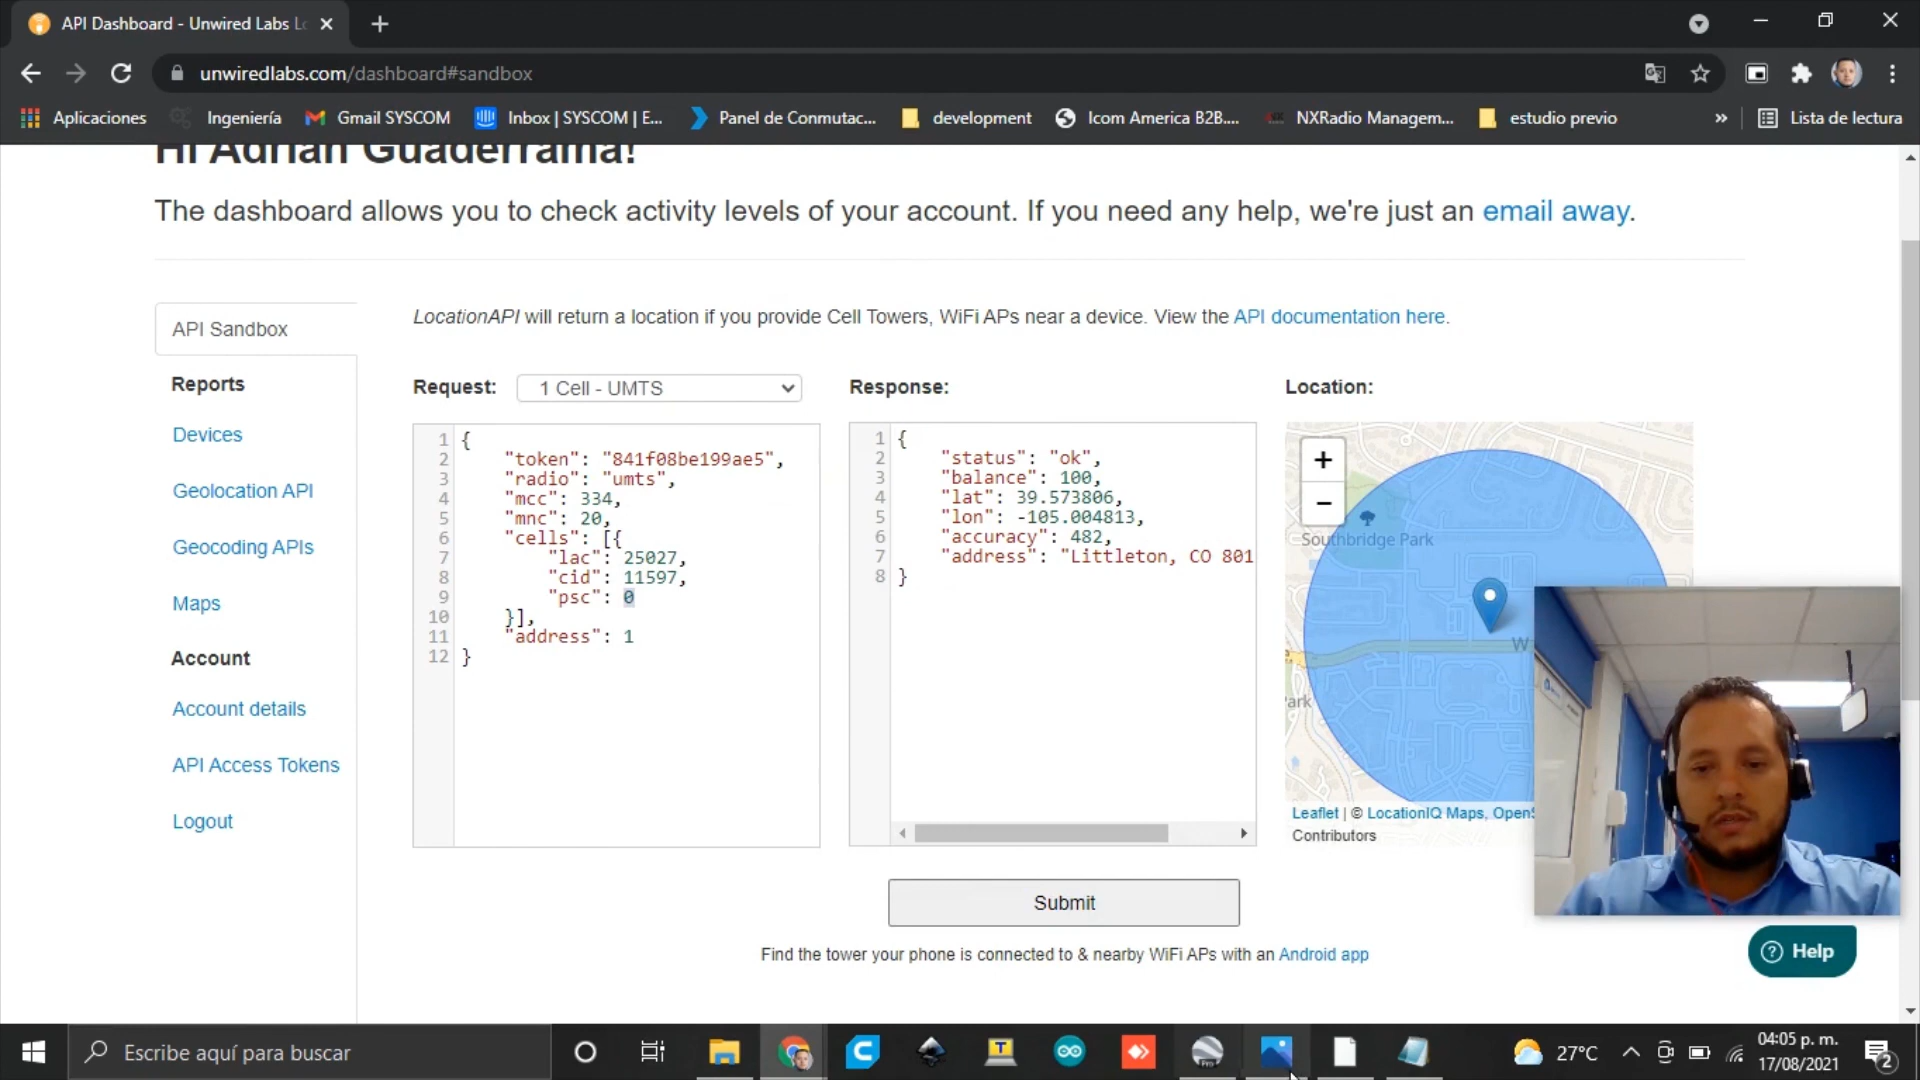 API Dashboard - Unwired Labs Lo
unwiredlabs.com/dashboard#sandbox
Aplicaciones
Ingeniería
Gmail SYSCOM
Inbox | SYSCOM | E...
Panel de Conmutac...
development
Icom America B2B....
NXRadio Managem...
estudio previo
»
Lista de lectura
Hi Adrian Guaderrama!
The dashboard allows you to check activity levels of your account. If you need any help, we're just an email away.
API Sandbox
Reports
Devices
Geolocation API
Geocoding APIs
Maps
Account
Account details
API Access Tokens
Logout
LocationAPI will return a location if you provide Cell Towers, WiFi APs near a device. View the API documentation here.
Request:
1 Cell - UMTS
1 {
2 "token": "841f08be199ae5",
3 "radio": "umts",
4 "mcc": 334,
5 "mnc": 20,
6 "cells": [{
7 "lac": 25027,
8 "cid": 11597,
9 "psc": 0
10 }],
11 "address": 1
12 }
Response:
1 {
2 "status": "ok",
3 "balance": 100,
4 "lat": 39.573806,
5 "lon": -105.004813,
6 "accuracy": 482,
7 "address": "Littleton, CO 801
8 }
Location:
+
−
Southbridge Park
W
Park
Leaflet | © LocationIQ Maps, OpenS
Contributors
Submit
Find the tower your phone is connected to & nearby WiFi APs with an Android app
? Help
Escribe aquí para buscar
T
Pro
27°C
04:05 p. m.
17/08/2021
2